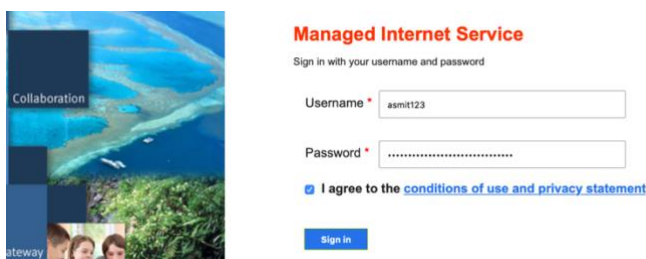 Collaboration
ateway
Managed Internet Service
Sign in with your username and password
Username *
asmit123
Password *
...............................
I agree to the conditions of use and privacy statement
Sign in